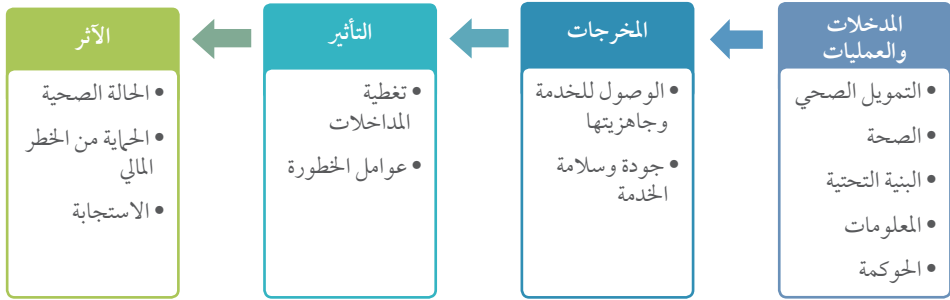 المدخلات
والعمليات
• التمويل الصحي
• الصحة
• البنية التحتية
• المعلومات
• الحوكمة
المخرجات
• الوصول للخدمة
وجاهزيتها
• جودة وسلامة
الخدمة
التأثير
• تغطية
المداخلات
• عوامل الخطورة
الآثر
• الحالة الصحية
• الحماية من الخطر
المالي
• الاستجابة